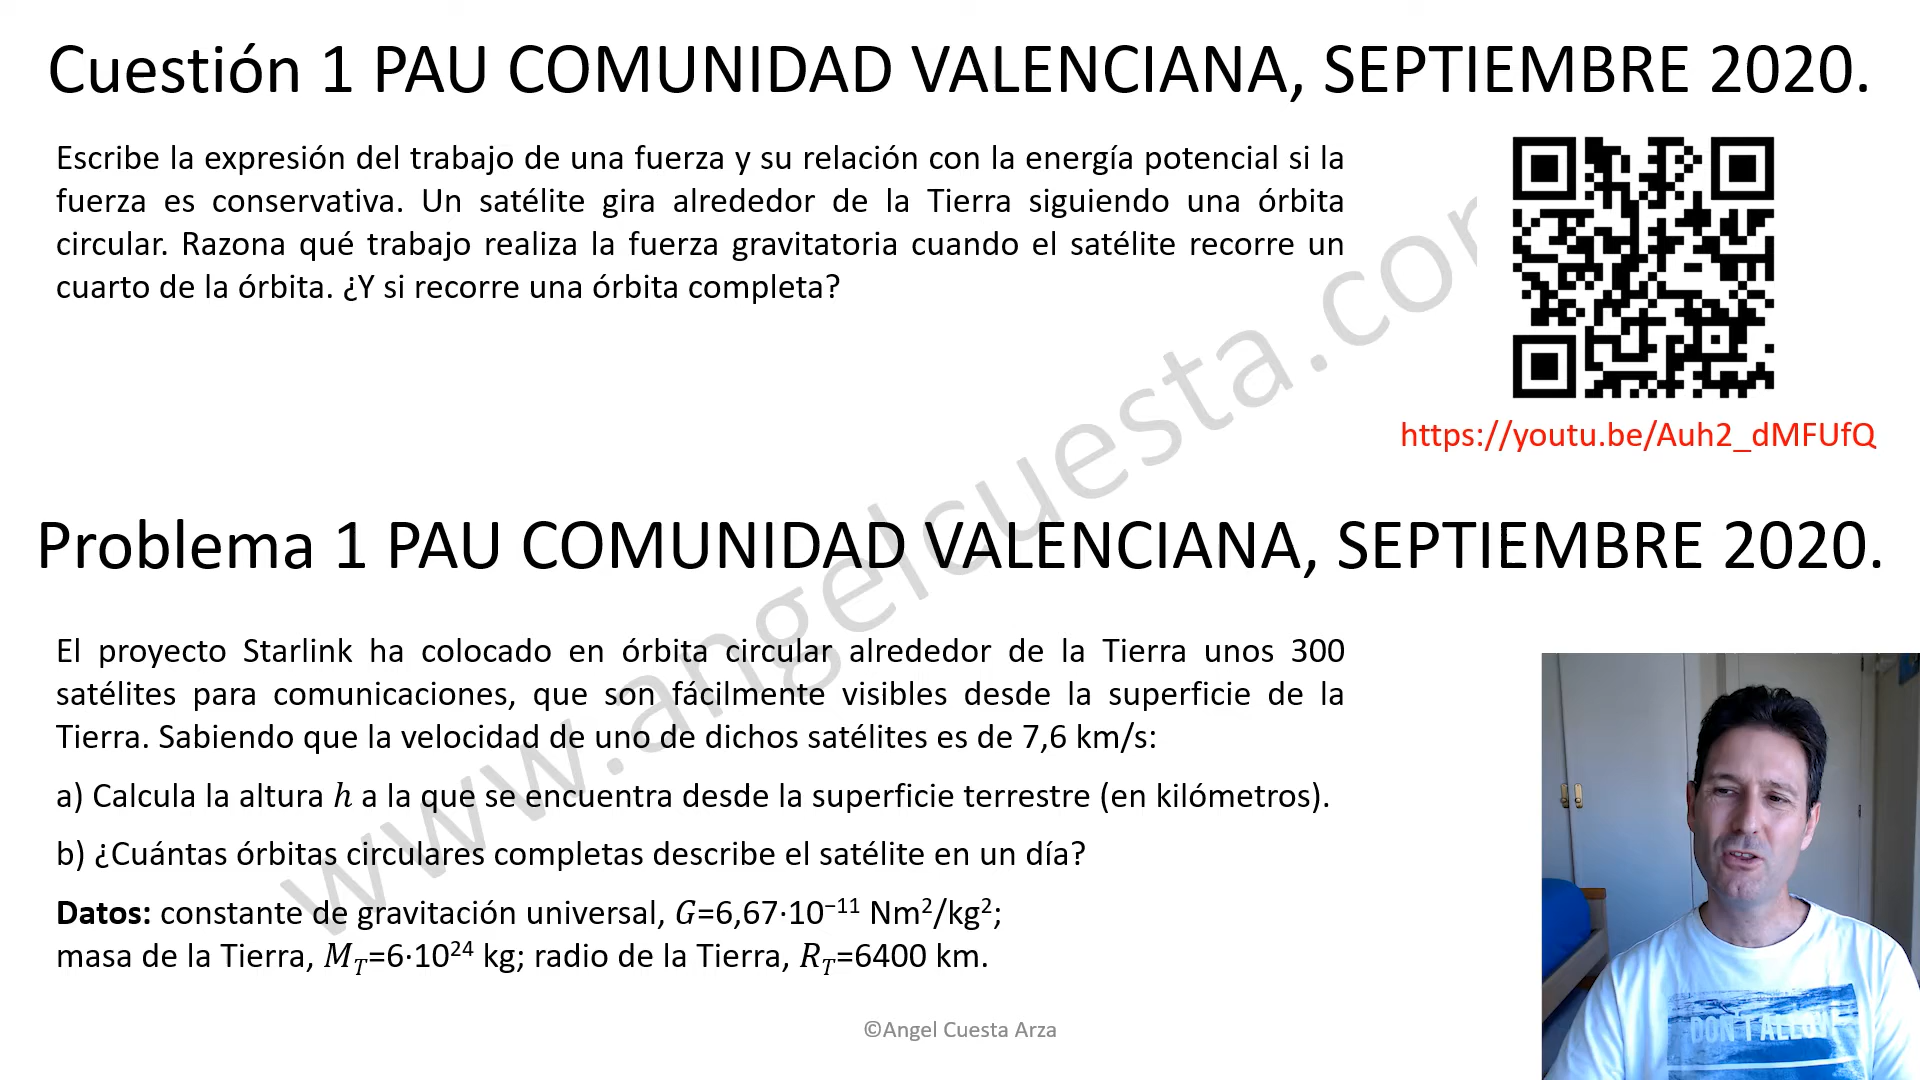 Cuestión 1 PAU COMUNIDAD VALENCIANA, SEPTIEMBRE 2020.
Escribe la expresión del trabajo de una fuerza y su relación con la energía potencial si la
fuerza es conservativa. Un satélite gira alrededor de la Tierra siguiendo una órbita
circular. Razona qué trabajo realiza la fuerza gravitatoria cuando el satélite recorre un
cuarto de la órbita. ¿Y si recorre una órbita completa?
https://youtu.be/Auh2_dMFUfQ
www.angelcuesta.cor
Problema 1 PAU COMUNIDAD VALENCIANA, SEPTIEMBRE 2020.
El proyecto Starlink ha colocado en órbita circular alrededor de la Tierra unos 300
satélites para comunicaciones, que son fácilmente visibles desde la superficie de la
Tierra. Sabiendo que la velocidad de uno de dichos satélites es de 7,6 km/s:
a) Calcula la altura h a la que se encuentra desde la superficie terrestre (en kilómetros).
b) ¿Cuántas órbitas circulares completas describe el satélite en un día?
Datos: constante de gravitación universal, G=6,67·10⁻¹¹ Nm²/kg²;
masa de la Tierra, M_T=6·10²⁴ kg; radio de la Tierra, R_T=6400 km.
DON'T ALLOW
©Angel Cuesta Arza